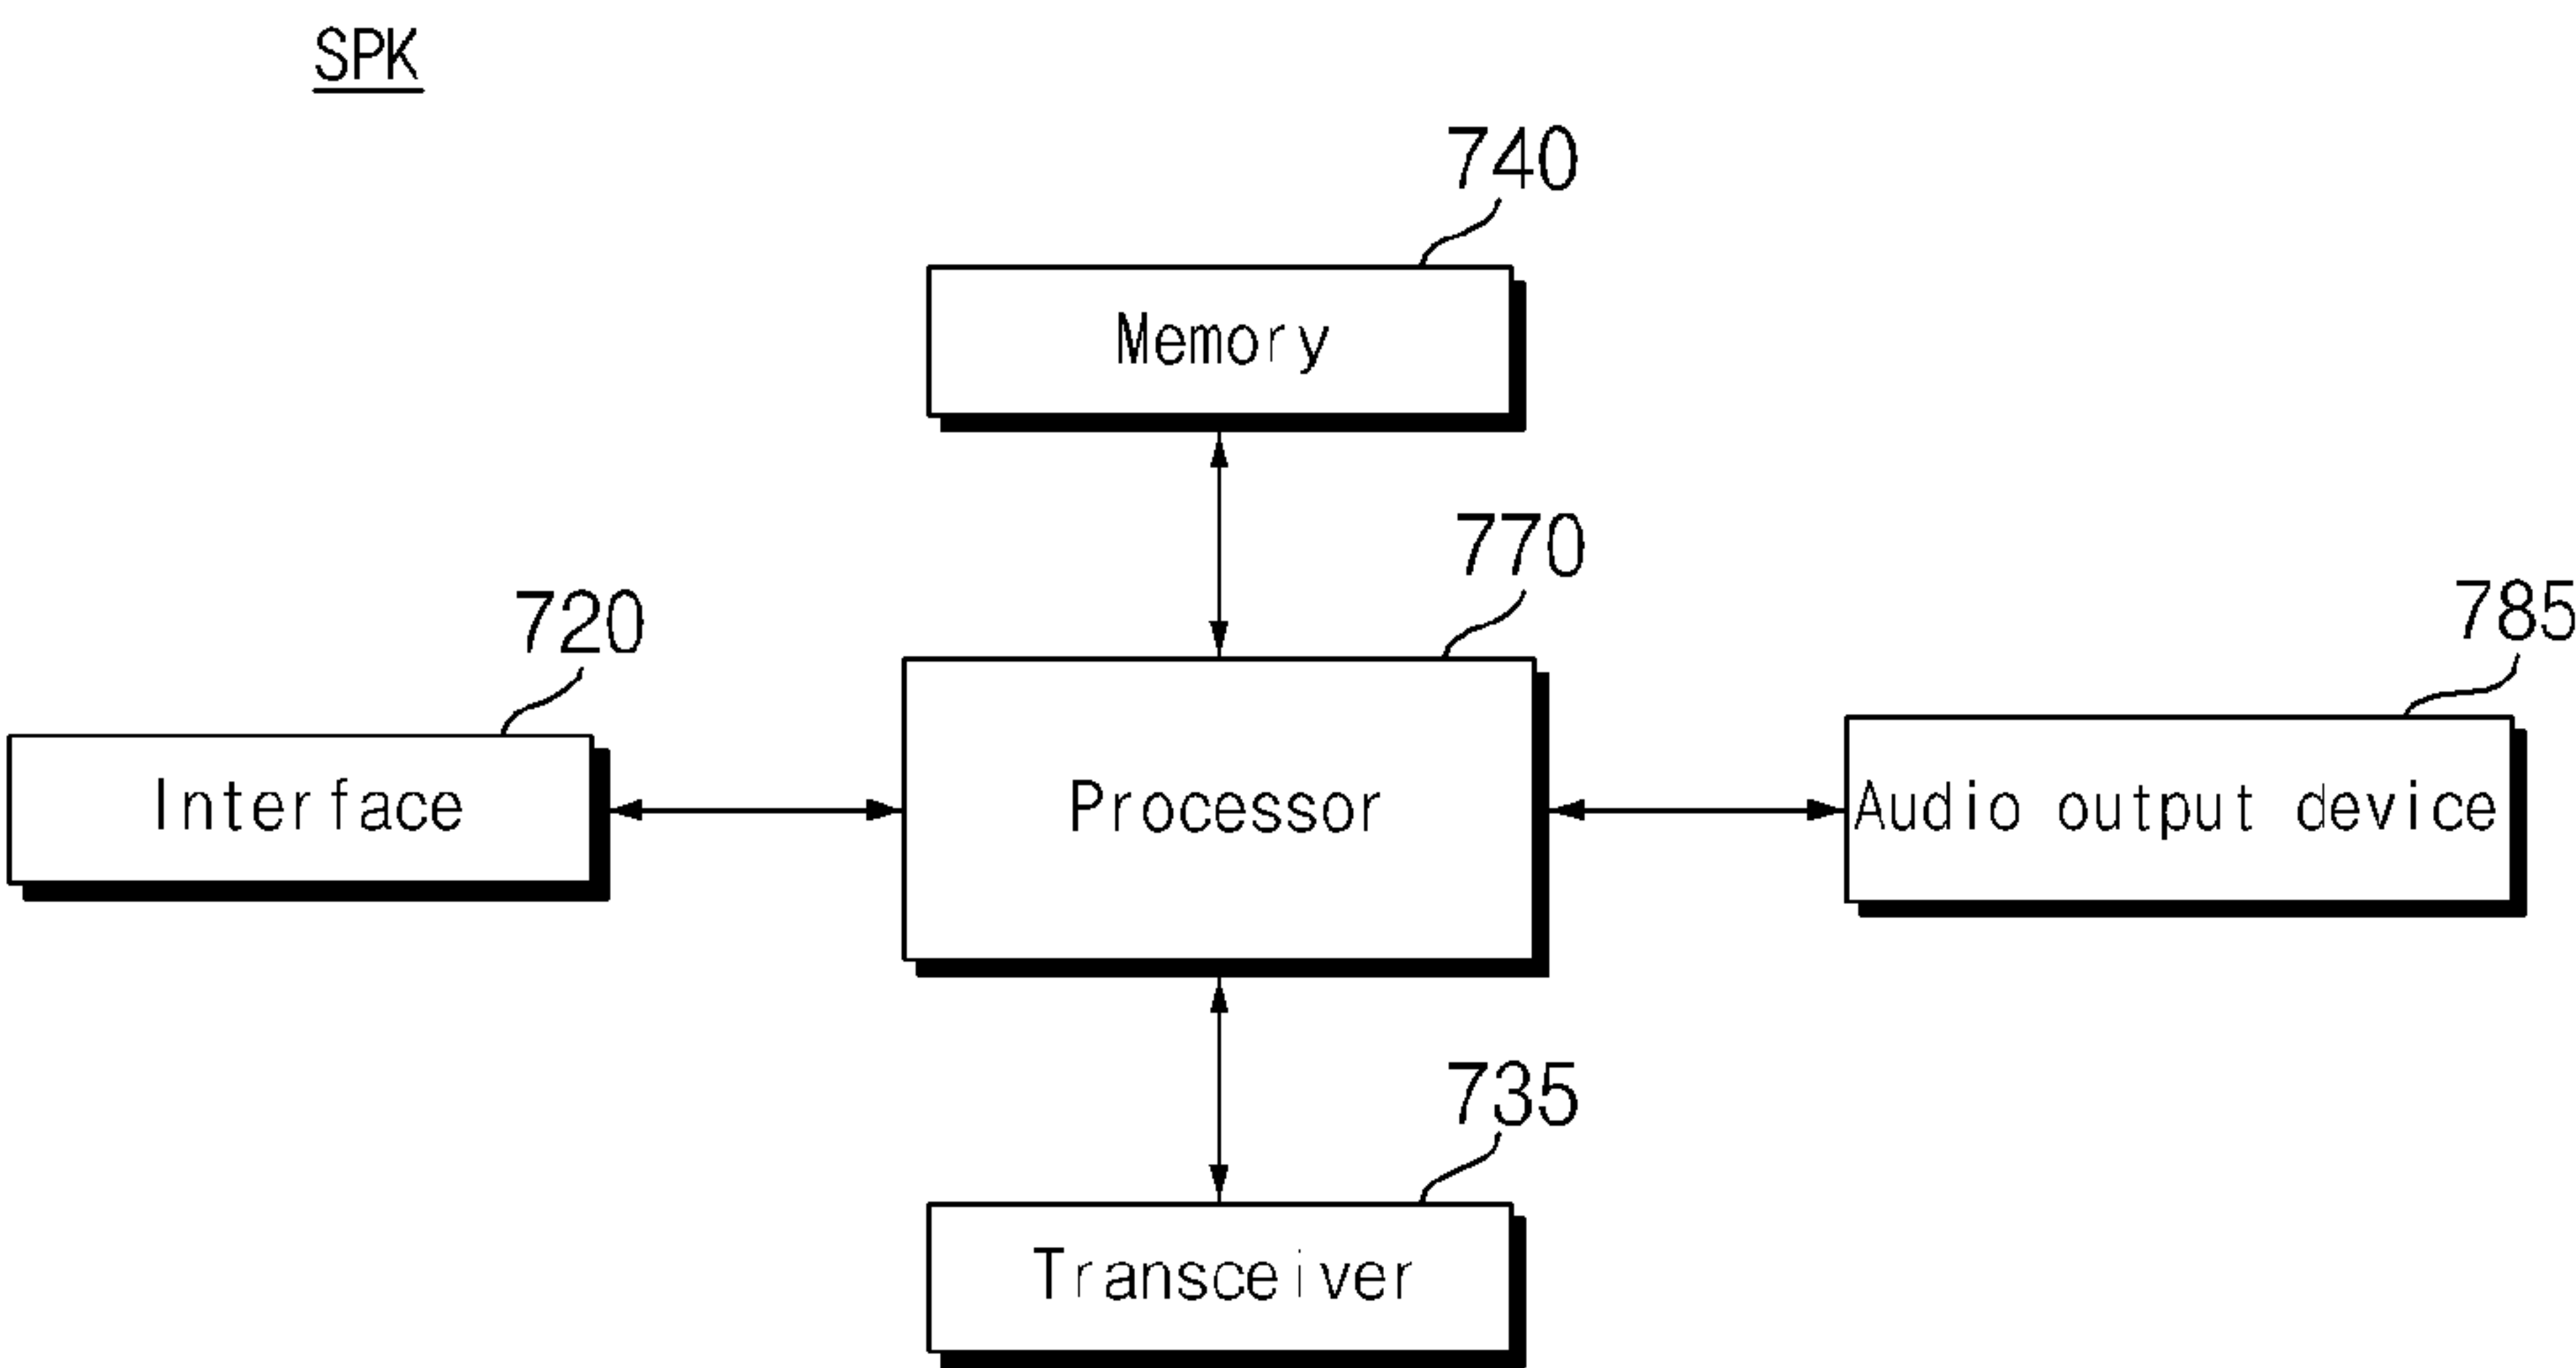 SPK
740
Memory
770
720
785
Interface
Processor
Audio output device
735
Transceiver